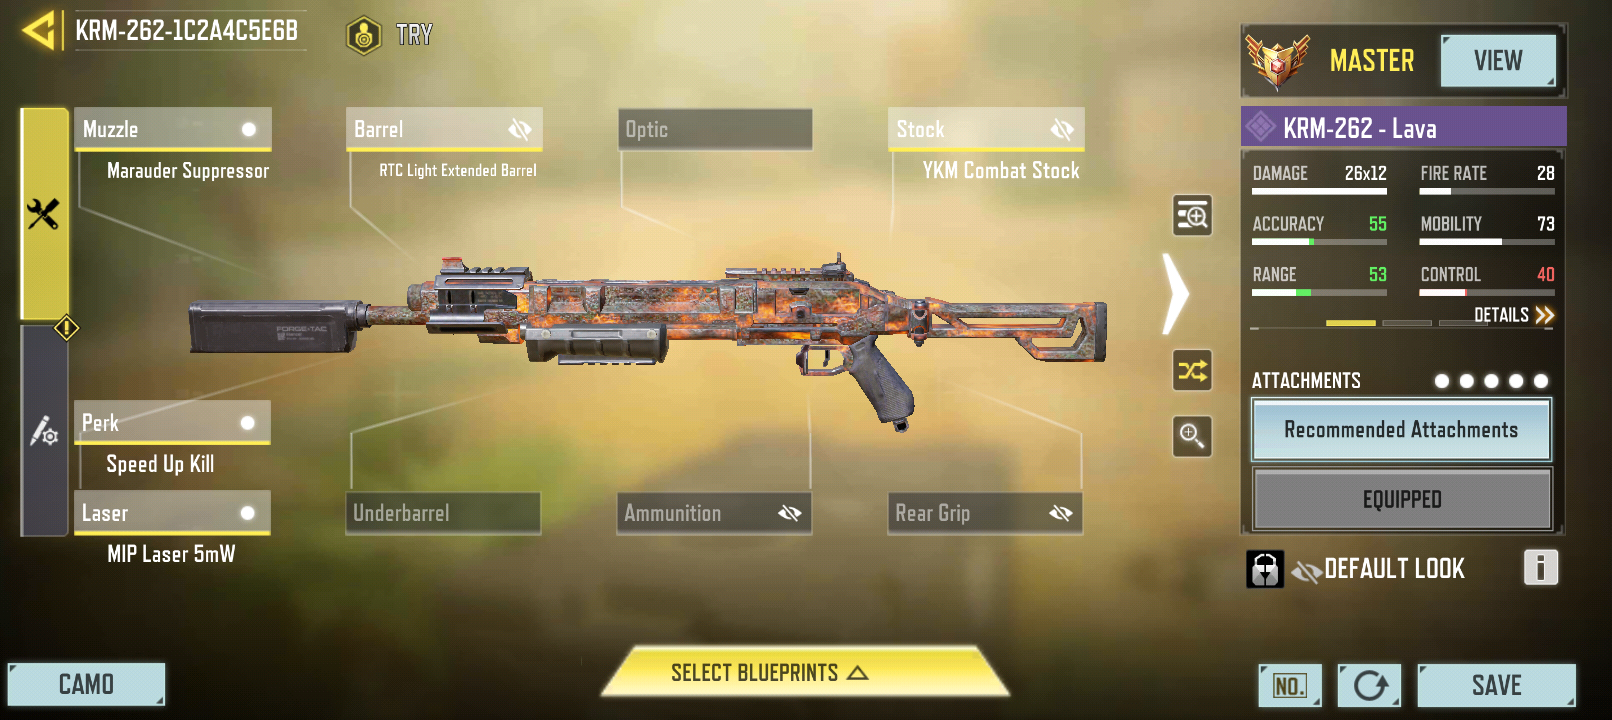 KRM-262-1C2A4C5E6B
TRY
MASTER
VIEW
Muzzle
Marauder Suppressor
Barrel
RTC Light Extended Barrel
Optic
Stock
YKM Combat Stock
KRM-262 - Lava
DAMAGE 26x12
FIRE RATE 28
ACCURACY 55
MOBILITY 73
RANGE 53
CONTROL 40
DETAILS
FORGE-TAC
ATTACHMENTS
Recommended Attachments
EQUIPPED
Perk
Speed Up Kill
Laser
MIP Laser 5mW
Underbarrel
Ammunition
Rear Grip
DEFAULT LOOK
i
SELECT BLUEPRINTS
CAMO
NO.
SAVE